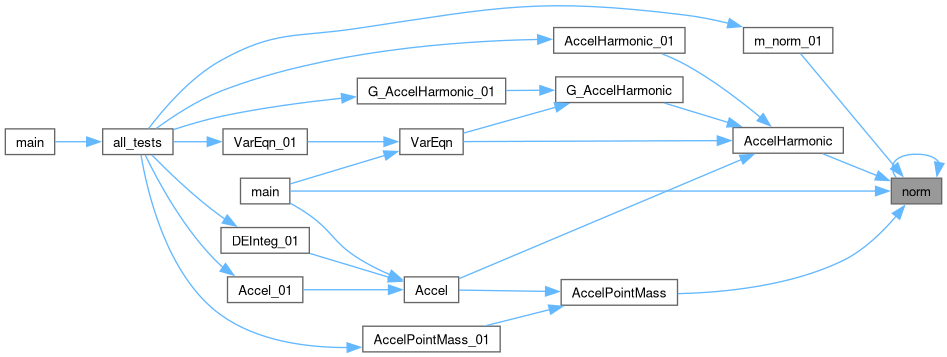 m_norm_01
AccelHarmonic_01
G_AccelHarmonic_01
G_AccelHarmonic
main
all_tests
VarEqn_01
VarEqn
AccelHarmonic
main
norm
DEInteg_01
Accel_01
Accel
AccelPointMass
AccelPointMass_01